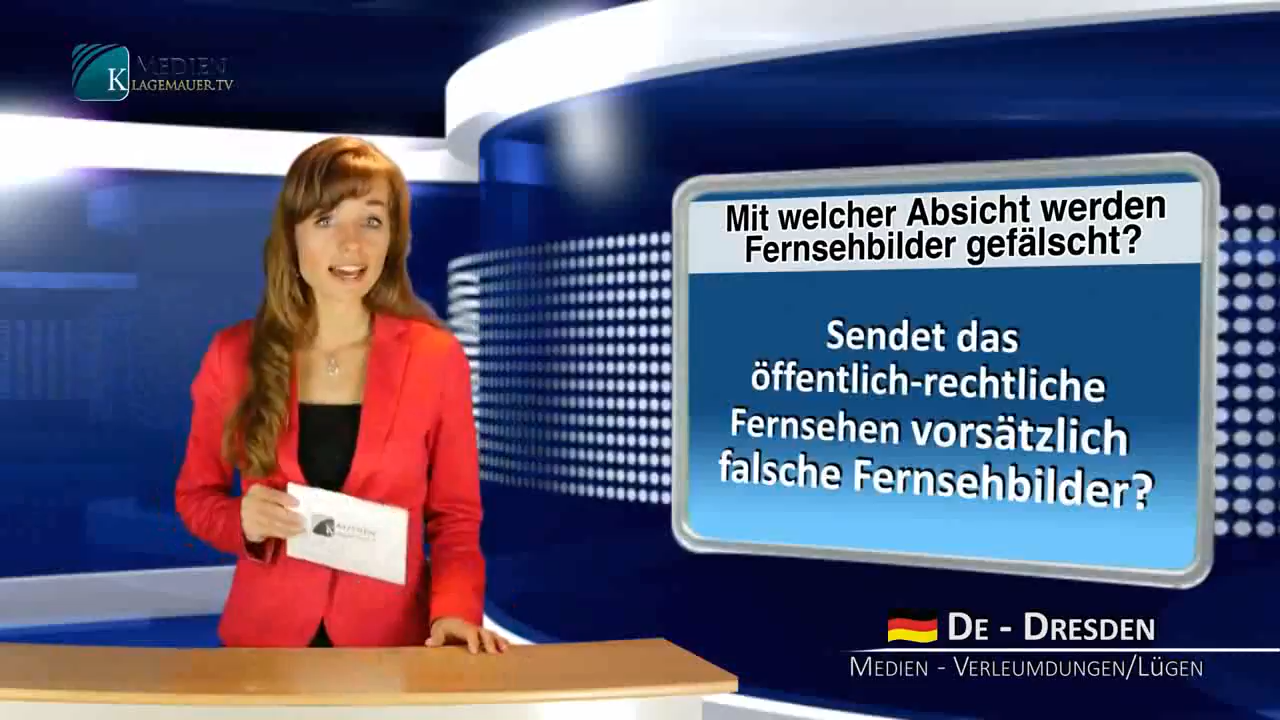 MEDIEN
KLAGEMAUER.TV
Mit welcher Absicht werden
Fernsehbilder gefälscht?
Sendet das
öffentlich-rechtliche
Fernsehen vorsätzlich
falsche Fernsehbilder?
DE - DRESDEN
MEDIEN - VERLEUMDUNGEN/LÜGEN